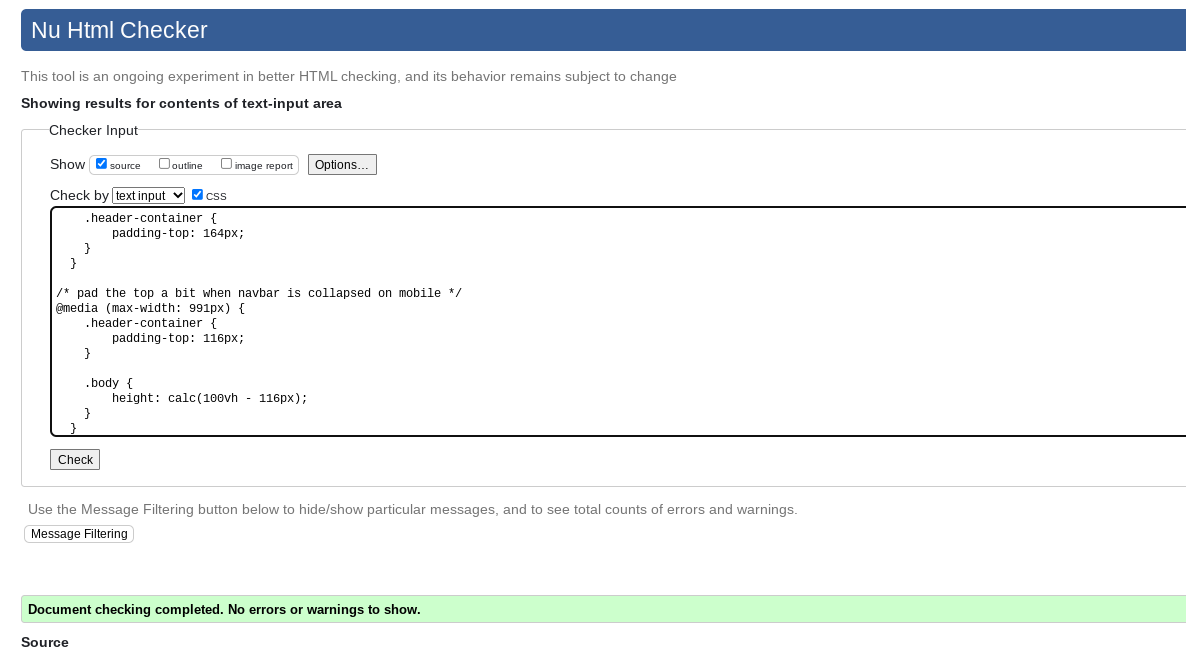 Nu Html Checker
This tool is an ongoing experiment in better HTML checking, and its behavior remains subject to change
Showing results for contents of text-input area
Checker Input
Show source outline image report Options...
Check by text input css
.header-container {
padding-top: 164px;
}
}
/* pad the top a bit when navbar is collapsed on mobile */
@media (max-width: 991px) {
.header-container {
padding-top: 116px;
}
.body {
height: calc(100vh - 116px);
}
}
Check
Use the Message Filtering button below to hide/show particular messages, and to see total counts of errors and warnings.
Message Filtering
Document checking completed. No errors or warnings to show.
Source